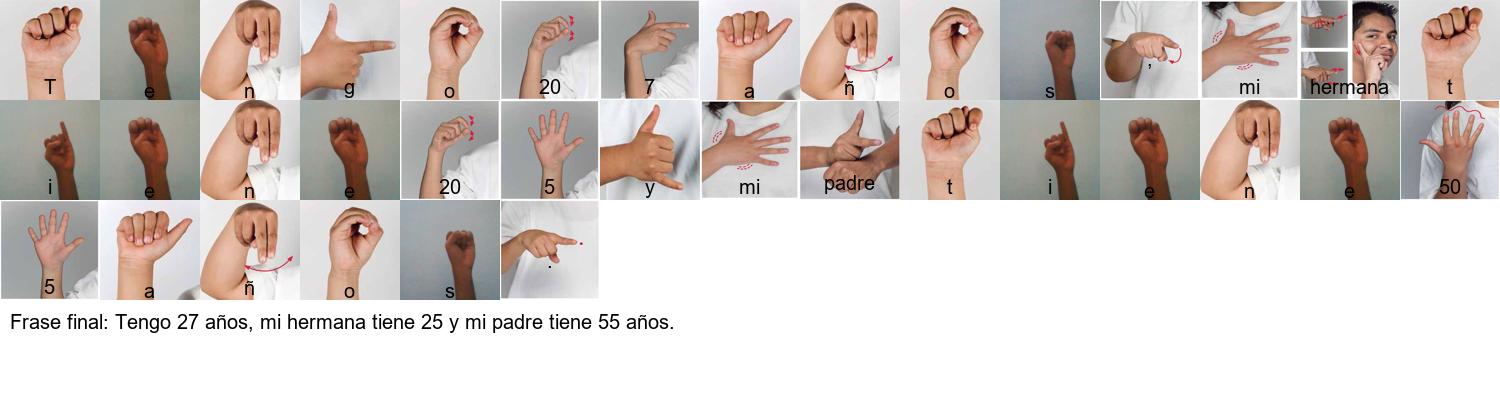 T e n g o 20 7 a ñ o s , mi hermana t
i e n e 20 5 y mi padre t i e n e 50
5 a ñ o s .
Frase final: Tengo 27 años, mi hermana tiene 25 y mi padre tiene 55 años.